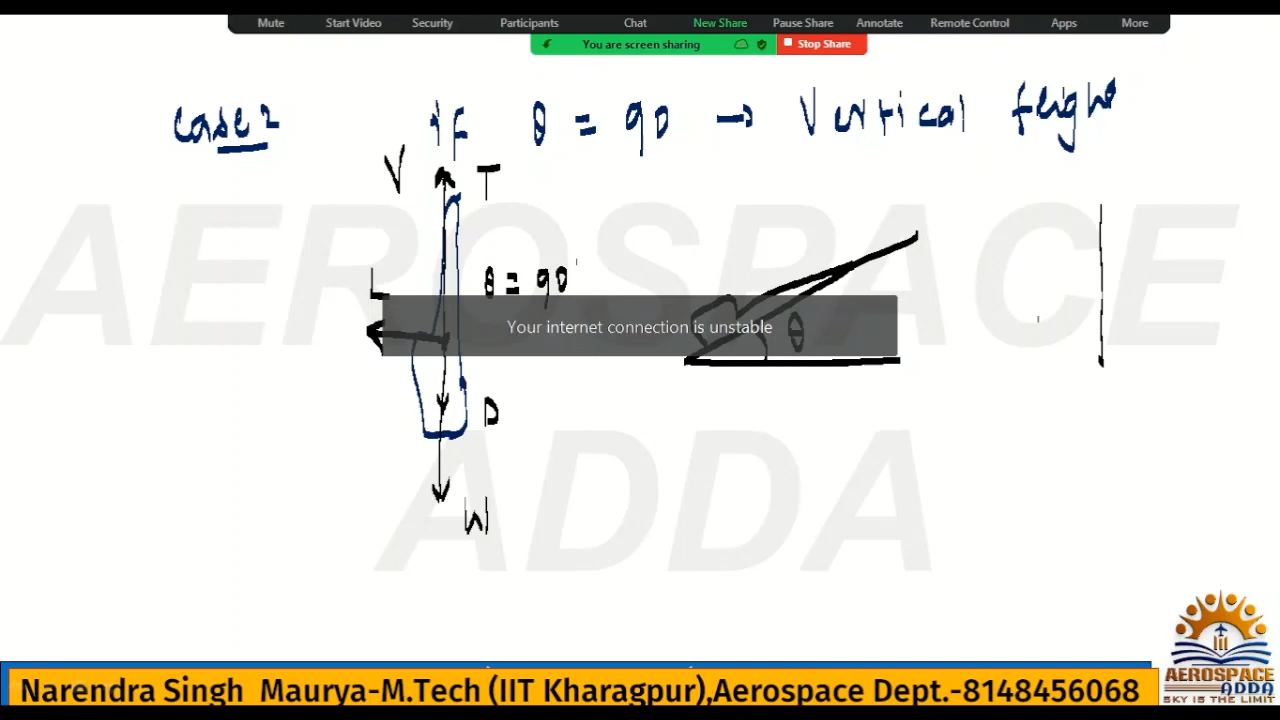 Mute Start Video Security Participants Chat New Share Pause Share Annotate Remote Control Apps More
You are screen sharing Stop Share
Case 2 if θ = 90 → Vertical feight
V T
θ = 90
L
Your internet connection is unstable
θ
D
W
AEROSPACE
ADDA
Narendra Singh Maurya-M.Tech (IIT Kharagpur),Aerospace Dept.-8148456068
AEROSPACE
ADDA
SKY IS THE LIMIT